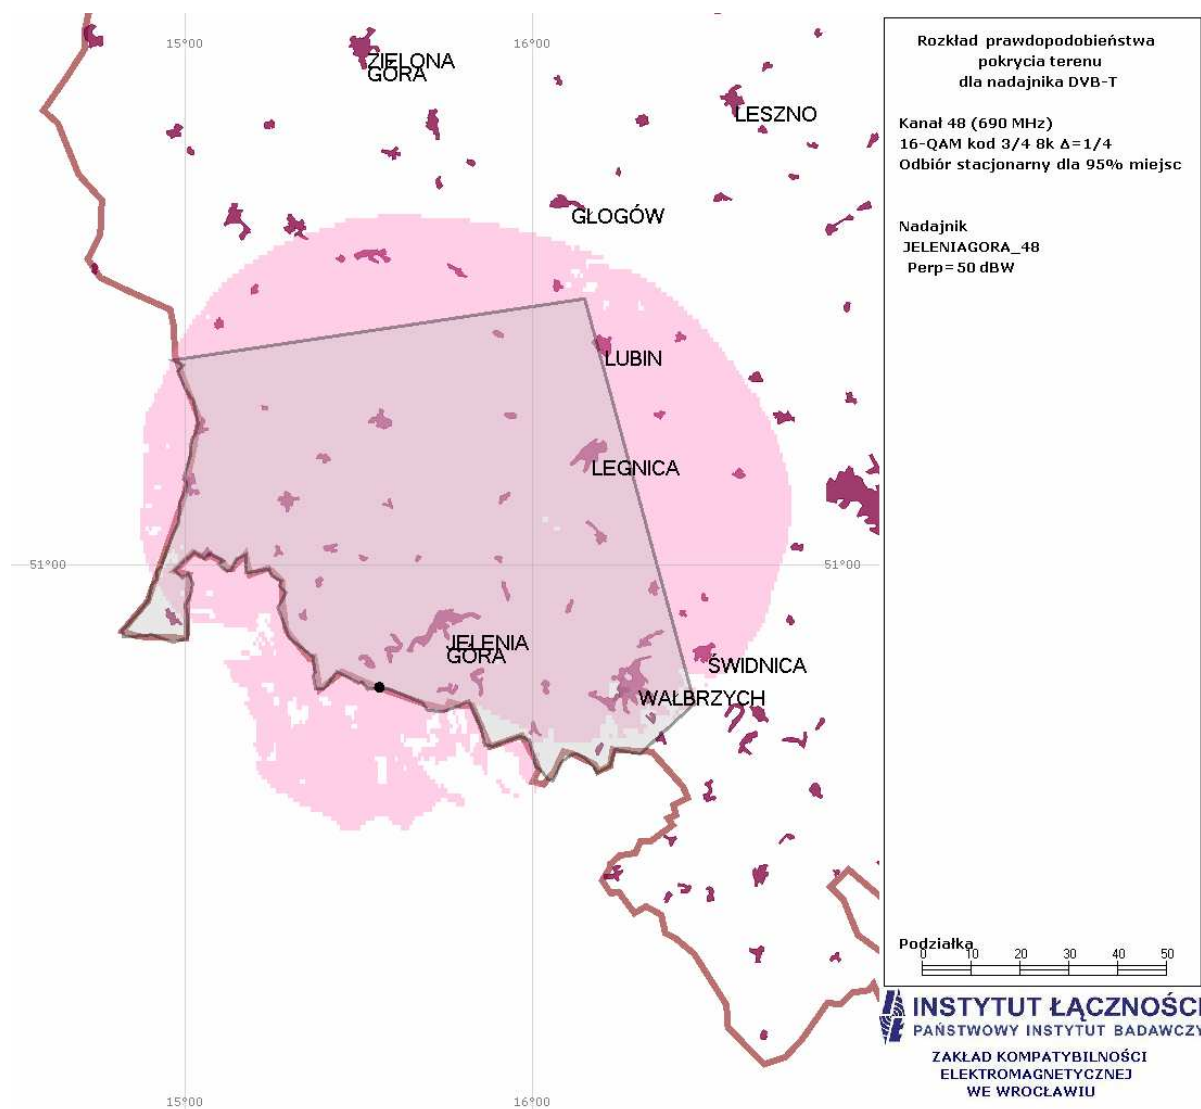 15°00
16°00
ZIELONA
GÓRA
LESZNO
GŁOGÓW
LUBIN
LEGNICA
51°00
51°00
JELENIA
GÓRA
ŚWIDNICA
WAŁBRZYCH
15°00
16°00
Rozkład prawdopodobieństwa
pokrycia terenu
dla nadajnika DVB-T
Kanał 48 (690 MHz)
16-QAM kod 3/4 8k Δ=1/4
Odbiór stacjonarny dla 95% miejsc
Nadajnik
JELENIAGORA_48
Perp=50 dBW
Podziałka
0 10 20 30 40 50
INSTYTUT ŁĄCZNOŚCI
PAŃSTWOWY INSTYTUT BADAWCZY
ZAKŁAD KOMPATYBILNOŚCI
ELEKTROMAGNETYCZNEJ
WE WROCŁAWIU